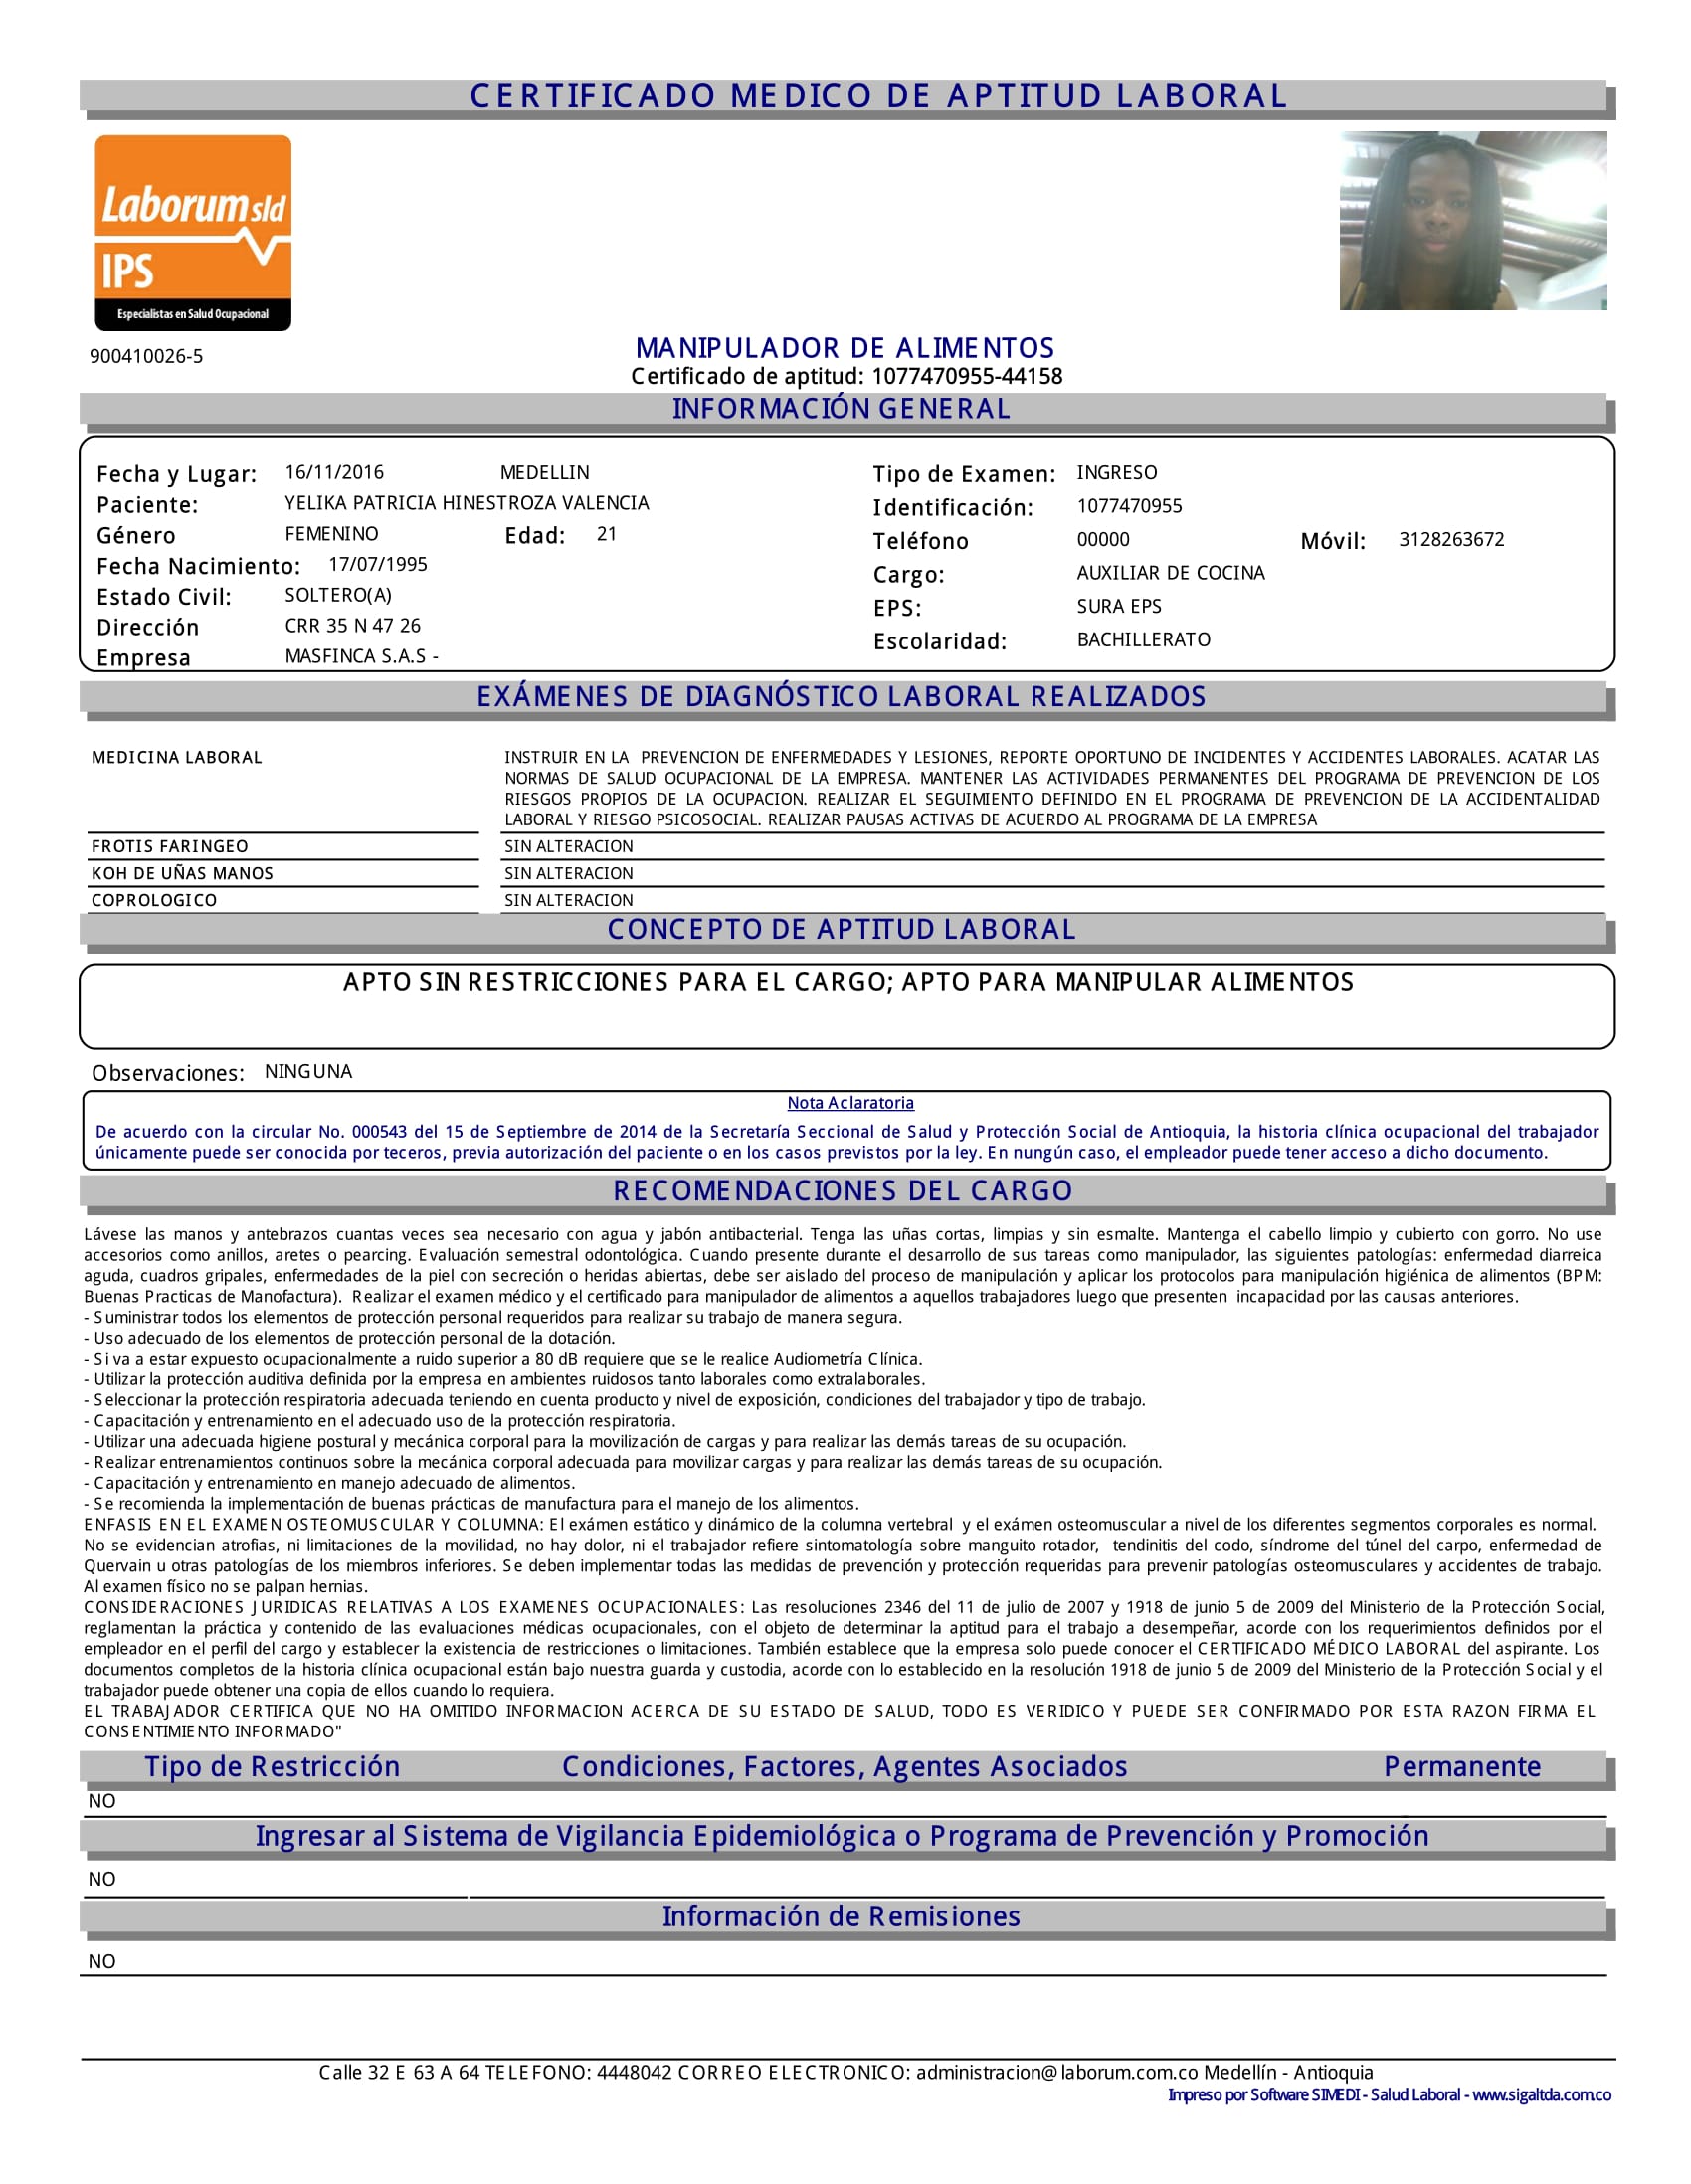 CERTIFICADO MEDICO DE APTITUD LABORAL
Laborum sld
IPS
Especialistas en Salud Ocupacional
900410026-5
MANIPULADOR DE ALIMENTOS
Certificado de aptitud: 1077470955-44158
INFORMACIÓN GENERAL
Fecha y Lugar: 16/11/2016 MEDELLIN
Paciente: YELIKA PATRICIA HINESTROZA VALENCIA
Género FEMENINO Edad: 21
Fecha Nacimiento: 17/07/1995
Estado Civil: SOLTERO(A)
Dirección CRR 35 N 47 26
Empresa MASFINCA S.A.S -
Tipo de Examen: INGRESO
Identificación: 1077470955
Teléfono 00000 Móvil: 3128263672
Cargo: AUXILIAR DE COCINA
EPS: SURA EPS
Escolaridad: BACHILLERATO
EXÁMENES DE DIAGNÓSTICO LABORAL REALIZADOS
MEDICINA LABORAL INSTRUIR EN LA PREVENCION DE ENFERMEDADES Y LESIONES, REPORTE OPORTUNO DE INCIDENTES Y ACCIDENTES LABORALES. ACATAR LAS
NORMAS DE SALUD OCUPACIONAL DE LA EMPRESA. MANTENER LAS ACTIVIDADES PERMANENTES DEL PROGRAMA DE PREVENCION DE LOS
RIESGOS PROPIOS DE LA OCUPACION. REALIZAR EL SEGUIMIENTO DEFINIDO EN EL PROGRAMA DE PREVENCION DE LA ACCIDENTALIDAD
LABORAL Y RIESGO PSICOSOCIAL. REALIZAR PAUSAS ACTIVAS DE ACUERDO AL PROGRAMA DE LA EMPRESA
FROTIS FARINGEO SIN ALTERACION
KOH DE UÑAS MANOS SIN ALTERACION
COPROLOGICO SIN ALTERACION
CONCEPTO DE APTITUD LABORAL
APTO SIN RESTRICCIONES PARA EL CARGO; APTO PARA MANIPULAR ALIMENTOS
Observaciones: NINGUNA
Nota Aclaratoria
De acuerdo con la circular No. 000543 del 15 de Septiembre de 2014 de la Secretaría Seccional de Salud y Protección Social de Antioquia, la historia clínica ocupacional del trabajador
únicamente puede ser conocida por teceros, previa autorización del paciente o en los casos previstos por la ley. En nungún caso, el empleador puede tener acceso a dicho documento.
RECOMENDACIONES DEL CARGO
Lávese las manos y antebrazos cuantas veces sea necesario con agua y jabón antibacterial. Tenga las uñas cortas, limpias y sin esmalte. Mantenga el cabello limpio y cubierto con gorro. No use
accesorios como anillos, aretes o pearcing. Evaluación semestral odontológica. Cuando presente durante el desarrollo de sus tareas como manipulador, las siguientes patologías: enfermedad diarreica
aguda, cuadros gripales, enfermedades de la piel con secreción o heridas abiertas, debe ser aislado del proceso de manipulación y aplicar los protocolos para manipulación higiénica de alimentos (BPM:
Buenas Practicas de Manofactura). Realizar el examen médico y el certificado para manipulador de alimentos a aquellos trabajadores luego que presenten incapacidad por las causas anteriores.
- Suministrar todos los elementos de protección personal requeridos para realizar su trabajo de manera segura.
- Uso adecuado de los elementos de protección personal de la dotación.
- Si va a estar expuesto ocupacionalmente a ruido superior a 80 dB requiere que se le realice Audiometría Clínica.
- Utilizar la protección auditiva definida por la empresa en ambientes ruidosos tanto laborales como extralaborales.
- Seleccionar la protección respiratoria adecuada teniendo en cuenta producto y nivel de exposición, condiciones del trabajador y tipo de trabajo.
- Capacitación y entrenamiento en el adecuado uso de la protección respiratoria.
- Utilizar una adecuada higiene postural y mecánica corporal para la movilización de cargas y para realizar las demás tareas de su ocupación.
- Realizar entrenamientos continuos sobre la mecánica corporal adecuada para movilizar cargas y para realizar las demás tareas de su ocupación.
- Capacitación y entrenamiento en manejo adecuado de alimentos.
- Se recomienda la implementación de buenas prácticas de manufactura para el manejo de los alimentos.
ENFASIS EN EL EXAMEN OSTEOMUSCULAR Y COLUMNA: El exámen estático y dinámico de la columna vertebral y el exámen osteomuscular a nivel de los diferentes segmentos corporales es normal.
No se evidencian atrofias, ni limitaciones de la movilidad, no hay dolor, ni el trabajador refiere sintomatología sobre manguito rotador, tendinitis del codo, síndrome del túnel del carpo, enfermedad de
Quervain u otras patologías de los miembros inferiores. Se deben implementar todas las medidas de prevención y protección requeridas para prevenir patologías osteomusculares y accidentes de trabajo.
Al examen físico no se palpan hernias.
CONSIDERACIONES JURIDICAS RELATIVAS A LOS EXAMENES OCUPACIONALES: Las resoluciones 2346 del 11 de julio de 2007 y 1918 de junio 5 de 2009 del Ministerio de la Protección Social,
reglamentan la práctica y contenido de las evaluaciones médicas ocupacionales, con el objeto de determinar la aptitud para el trabajo a desempeñar, acorde con los requerimientos definidos por el
empleador en el perfil del cargo y establecer la existencia de restricciones o limitaciones. También establece que la empresa solo puede conocer el CERTIFICADO MÉDICO LABORAL del aspirante. Los
documentos completos de la historia clínica ocupacional están bajo nuestra guarda y custodia, acorde con lo establecido en la resolución 1918 de junio 5 de 2009 del Ministerio de la Protección Social y el
trabajador puede obtener una copia de ellos cuando lo requiera.
EL TRABAJADOR CERTIFICA QUE NO HA OMITIDO INFORMACION ACERCA DE SU ESTADO DE SALUD, TODO ES VERIDICO Y PUEDE SER CONFIRMADO POR ESTA RAZON FIRMA EL
CONSENTIMIENTO INFORMADO"
Tipo de Restricción Condiciones, Factores, Agentes Asociados Permanente
NO
Ingresar al Sistema de Vigilancia Epidemiológica o Programa de Prevención y Promoción
NO
Información de Remisiones
NO
Calle 32 E 63 A 64 TELEFONO: 4448042 CORREO ELECTRONICO: administracion@laborum.com.co Medellín - Antioquia
Impreso por Software SIMEDI - Salud Laboral - www.sigaltda.com.co